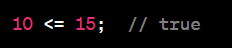 10 <= 15;  // true